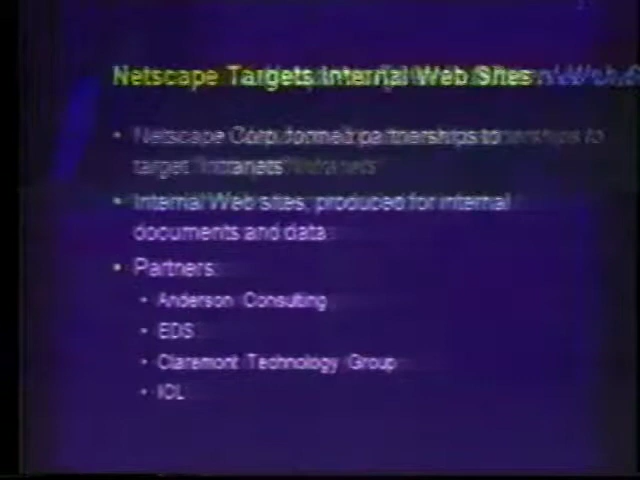 Netscape Targets Internal Web Sites
• Netscape Corp. formed partnerships to
target "Intranets"
• Internal Web sites, produced for internal
documents and data
• Partners:
• Anderson Consulting
• EDS
• Claremont Technology Group
• ICL